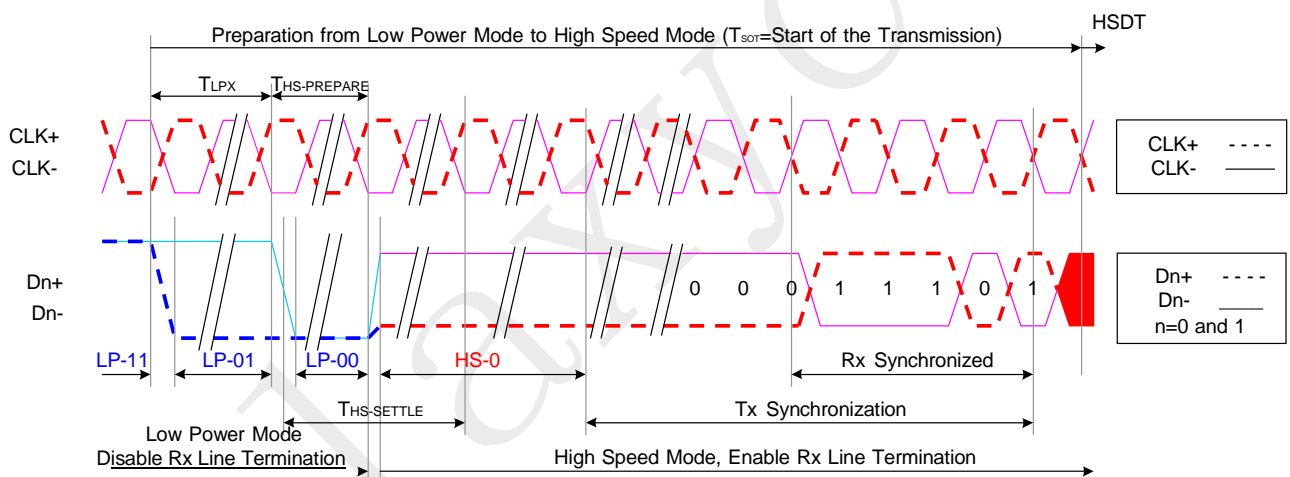 HSDT
Preparation from Low Power Mode to High Speed Mode (TSOT=Start of the Transmission)
TLPX
THS-PREPARE
CLK+
CLK-
CLK+
CLK-
Dn+
Dn-
0 0 0 1 1 1 0 1
Dn+
Dn-
n=0 and 1
LP-11
LP-01
LP-00
HS-0
Rx Synchronized
THS-SETTLE
Tx Synchronization
Low Power Mode
Disable Rx Line Termination
High Speed Mode, Enable Rx Line Termination